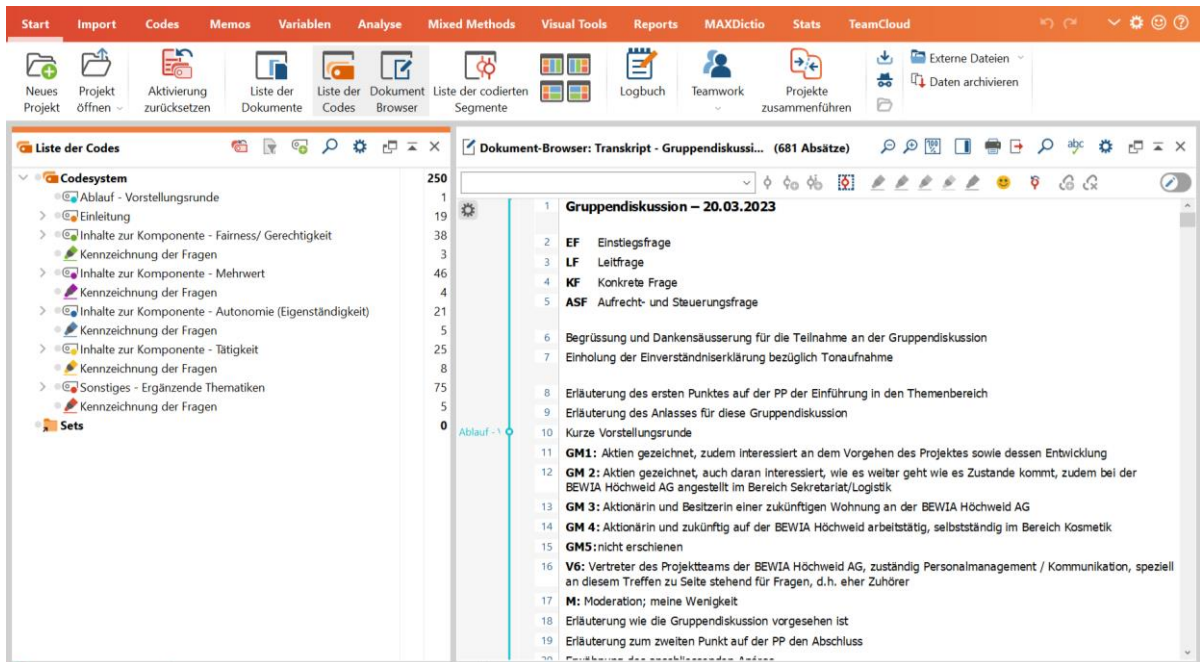 Start Import Codes Memos Variablen Analyse Mixed Methods Visual Tools Reports MAXDictio Stats TeamCloud
Neues Projekt
Projekt öffnen
Aktivierung zurücksetzen
Liste der Dokumente
Liste der Codes
Dokument Browser
Liste der codierten Segmente
Logbuch
Teamwork
Projekte zusammenführen
Externe Dateien
Daten archivieren
Liste der Codes
Codesystem 250
Ablauf - Vorstellungsrunde 1
Einleitung 19
Inhalte zur Komponente - Fairness/ Gerechtigkeit 38
Kennzeichnung der Fragen 3
Inhalte zur Komponente - Mehrwert 46
Kennzeichnung der Fragen 4
Inhalte zur Komponente - Autonomie (Eigenständigkeit) 21
Kennzeichnung der Fragen 5
Inhalte zur Komponente - Tätigkeit 25
Kennzeichnung der Fragen 8
Sonstiges - Ergänzende Thematiken 75
Kennzeichnung der Fragen 5
Sets 0
Dokument-Browser: Transkript - Gruppendiskussi... (681 Absätze)
100%
abc
1 Gruppendiskussion – 20.03.2023
2 EF Einstiegsfrage
3 LF Leitfrage
4 KF Konkrete Frage
5 ASF Aufrecht- und Steuerungsfrage
6 Begrüssung und Dankensäusserung für die Teilnahme an der Gruppendiskussion
7 Einholung der Einverständniserklärung bezüglich Tonaufnahme
8 Erläuterung des ersten Punktes auf der PP der Einführung in den Themenbereich
9 Erläuterung des Anlasses für diese Gruppendiskussion
Ablauf - V
10 Kurze Vorstellungsrunde
11 GM1: Aktien gezeichnet, zudem interessiert an dem Vorgehen des Projektes sowie dessen Entwicklung
12 GM 2: Aktien gezeichnet, auch daran interessiert, wie es weiter geht wie es Zustande kommt, zudem bei der
BEWIA Höchweid AG angestellt im Bereich Sekretariat/Logistik
13 GM 3: Aktionärin und Besitzerin einer zukünftigen Wohnung an der BEWIA Höchweid AG
14 GM 4: Aktionärin und zukünftig auf der BEWIA Höchweid arbeitstätig, selbstständig im Bereich Kosmetik
15 GM5:nicht erschienen
16 V6: Vertreter des Projektteams der BEWIA Höchweid AG, zuständig Personalmanagement / Kommunikation, speziell
an diesem Treffen zu Seite stehend für Fragen, d.h. eher Zuhörer
17 M: Moderation; meine Wenigkeit
18 Erläuterung wie die Gruppendiskussion vorgesehen ist
19 Erläuterung zum zweiten Punkt auf der PP den Abschluss